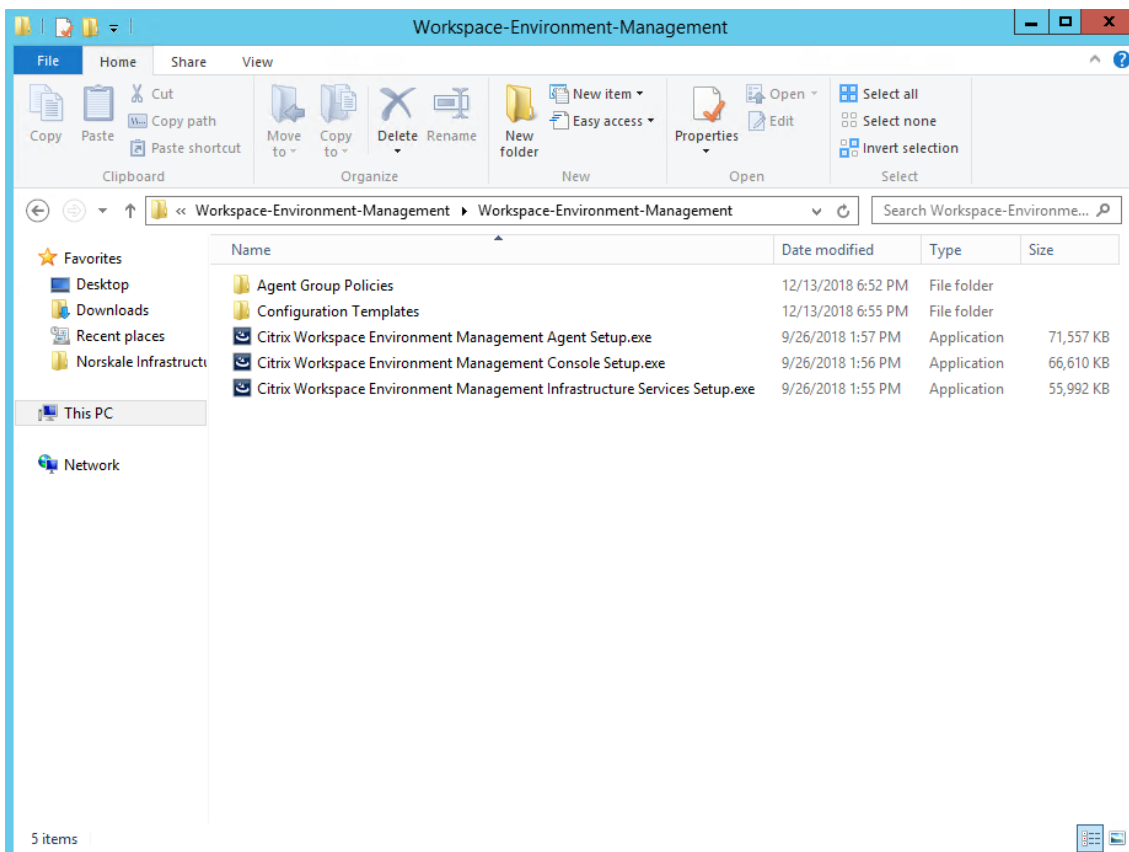 Workspace-Environment-Management
File Home Share View
Copy
Paste
Cut
Copy path
Paste shortcut
Clipboard
Move to
Copy to
Delete
Rename
Organize
New folder
New item
Easy access
New
Properties
Open
Edit
Open
Select all
Select none
Invert selection
Select
« Workspace-Environment-Management Workspace-Environment-Management
Search Workspace-Environme...
Favorites
Desktop
Downloads
Recent places
Norskale Infrastructu
This PC
Network
Name Date modified Type Size
Agent Group Policies 12/13/2018 6:52 PM File folder
Configuration Templates 12/13/2018 6:55 PM File folder
Citrix Workspace Environment Management Agent Setup.exe 9/26/2018 1:57 PM Application 71,557 KB
Citrix Workspace Environment Management Console Setup.exe 9/26/2018 1:56 PM Application 66,610 KB
Citrix Workspace Environment Management Infrastructure Services Setup.exe 9/26/2018 1:55 PM Application 55,992 KB
5 items